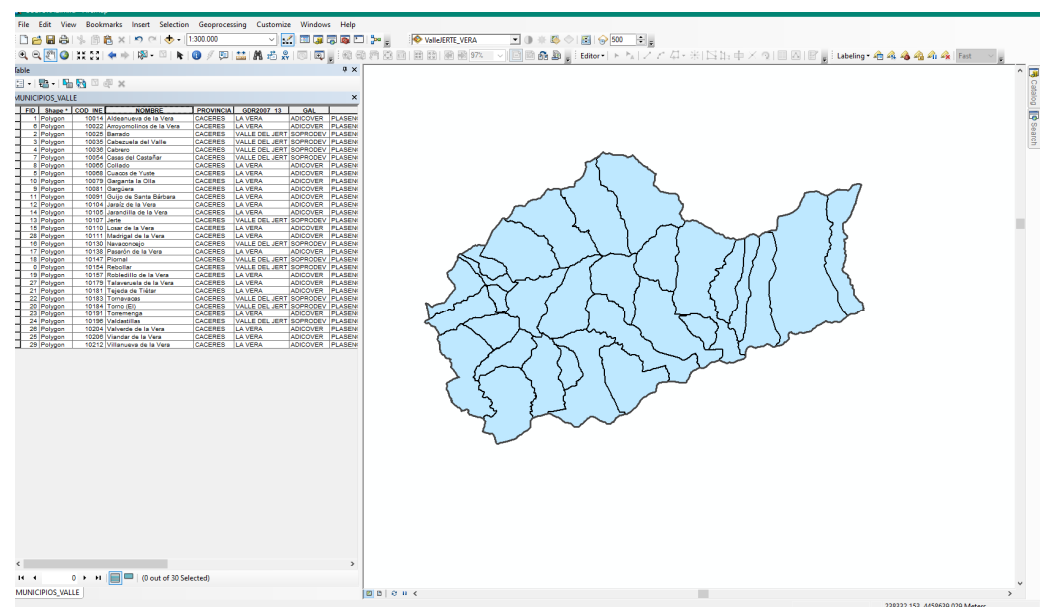 File Edit View Bookmarks Insert Selection Geoprocessing Customize Windows Help
1:300.000 ValleJERTE_VERA 500
97% Editor Labeling Fast
Table
MUNICIPIOS_VALLE
FID Shape * COD_INE NOMBRE PROVINCIA GDR2007_13 GAL
1 Polygon 10014 Aldeanueva de la Vera CACERES LA VERA ADICOVER PLASEN
6 Polygon 10022 Arroyomolinos de la Vera CACERES LA VERA ADICOVER PLASEN
2 Polygon 10025 Barrado CACERES VALLE DEL JERT SOPRODEV PLASEN
3 Polygon 10035 Cabezuela del Valle CACERES VALLE DEL JERT SOPRODEV PLASEN
4 Polygon 10036 Cabrero CACERES VALLE DEL JERT SOPRODEV PLASEN
7 Polygon 10054 Casas del Castañar CACERES VALLE DEL JERT SOPRODEV PLASEN
8 Polygon 10065 Collado CACERES LA VERA ADICOVER PLASEN
5 Polygon 10068 Cuacos de Yuste CACERES LA VERA ADICOVER PLASEN
10 Polygon 10079 Garganta la Olla CACERES LA VERA ADICOVER PLASEN
9 Polygon 10081 Gargüera CACERES LA VERA ADICOVER PLASEN
11 Polygon 10091 Guijo de Santa Bárbara CACERES LA VERA ADICOVER PLASEN
12 Polygon 10104 Jaraíz de la Vera CACERES LA VERA ADICOVER PLASEN
14 Polygon 10105 Jarandilla de la Vera CACERES LA VERA ADICOVER PLASEN
13 Polygon 10107 Jerte CACERES VALLE DEL JERT SOPRODEV PLASEN
15 Polygon 10110 Losar de la Vera CACERES LA VERA ADICOVER PLASEN
28 Polygon 10111 Madrigal de la Vera CACERES LA VERA ADICOVER PLASEN
16 Polygon 10130 Navaconcejo CACERES VALLE DEL JERT SOPRODEV PLASEN
17 Polygon 10138 Pasarón de la Vera CACERES LA VERA ADICOVER PLASEN
18 Polygon 10147 Piornal CACERES VALLE DEL JERT SOPRODEV PLASEN
0 Polygon 10154 Rebollar CACERES VALLE DEL JERT SOPRODEV PLASEN
19 Polygon 10157 Robledillo de la Vera CACERES LA VERA ADICOVER PLASEN
27 Polygon 10179 Talaveruela de la Vera CACERES LA VERA ADICOVER PLASEN
21 Polygon 10181 Tejeda de Tiétar CACERES LA VERA ADICOVER PLASEN
22 Polygon 10183 Tornavacas CACERES VALLE DEL JERT SOPRODEV PLASEN
20 Polygon 10184 Torno (El) CACERES VALLE DEL JERT SOPRODEV PLASEN
23 Polygon 10191 Torremenga CACERES LA VERA ADICOVER PLASEN
24 Polygon 10196 Valdastillas CACERES VALLE DEL JERT SOPRODEV PLASEN
26 Polygon 10204 Valverde de la Vera CACERES LA VERA ADICOVER PLASEN
25 Polygon 10206 Viandar de la Vera CACERES LA VERA ADICOVER PLASEN
29 Polygon 10212 Villanueva de la Vera CACERES LA VERA ADICOVER PLASEN
0 (0 out of 30 Selected)
MUNICIPIOS_VALLE
Catalog
Search